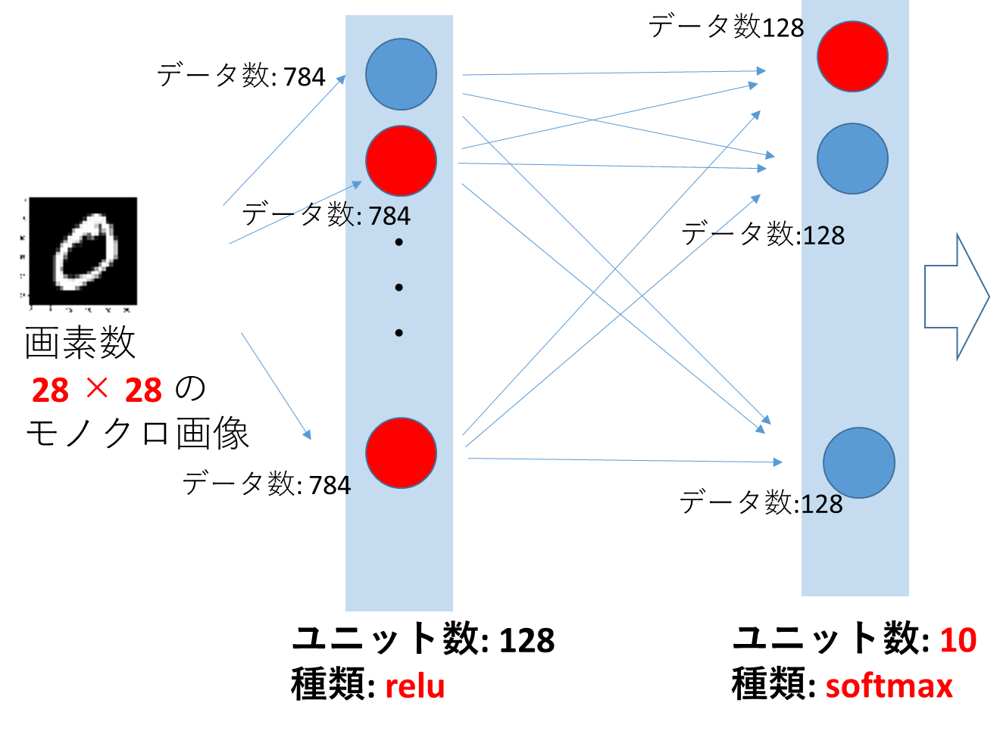 データ数128
データ数: 784
データ数: 784
データ数:128
画素数
28 × 28 の
モノクロ画像
データ数: 784
データ数:128
ユニット数: 128
種類: relu
ユニット数: 10
種類: softmax